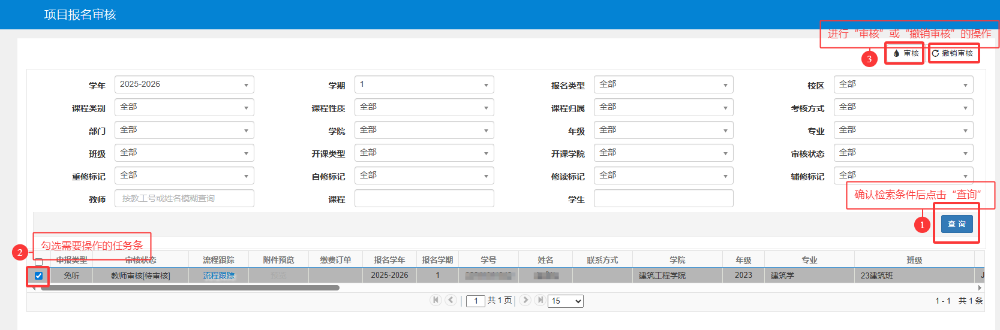 项目报名审核
进行“审核”或“撤销审核”的操作
3 审核 撤销审核
学年 2025-2026 学期 1 报名类型 全部 校区 全部
课程类别 全部 课程性质 全部 课程归属 全部 考核方式 全部
部门 全部 学院 全部 年级 全部 专业 全部
班级 全部 开课类型 全部 开课学院 全部 审核状态 全部
重修标记 全部 自修标记 全部 修读标记 全部 辅修标记 全部
教师 按教工号或姓名模糊查询 课程 学生
确认检索条件后点击“查询”
1 查 询
2 勾选需要操作的任务条
申报类型 审核状态 流程跟踪 附件预览 缴费订单 报名学年 报名学期 学号 姓名 联系方式 学院 年级 专业 班级
免听 教师审核[待审核] 流程跟踪 预览 2025-2026 1 建筑工程学院 2023 建筑学 23建筑班 J
1 共 1 页 15 1 - 1 共 1 条